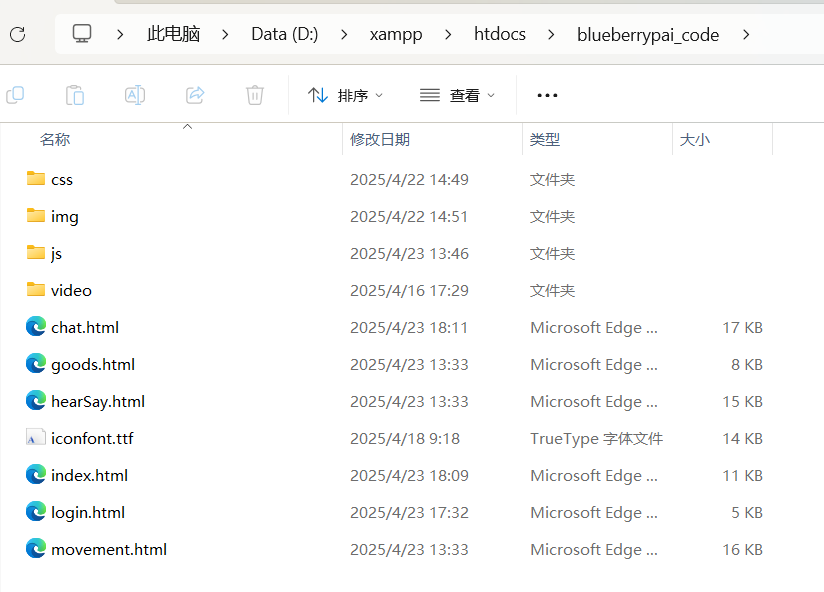 此电脑 > Data (D:) > xampp > htdocs > blueberrypai_code >
排序 查看
名称 修改日期 类型 大小
css 2025/4/22 14:49 文件夹
img 2025/4/22 14:51 文件夹
js 2025/4/23 13:46 文件夹
video 2025/4/16 17:29 文件夹
chat.html 2025/4/23 18:11 Microsoft Edge ... 17 KB
goods.html 2025/4/23 13:33 Microsoft Edge ... 8 KB
hearSay.html 2025/4/23 13:33 Microsoft Edge ... 15 KB
iconfont.ttf 2025/4/18 9:18 TrueType 字体文件 14 KB
index.html 2025/4/23 18:09 Microsoft Edge ... 11 KB
login.html 2025/4/23 17:32 Microsoft Edge ... 5 KB
movement.html 2025/4/23 13:33 Microsoft Edge ... 16 KB